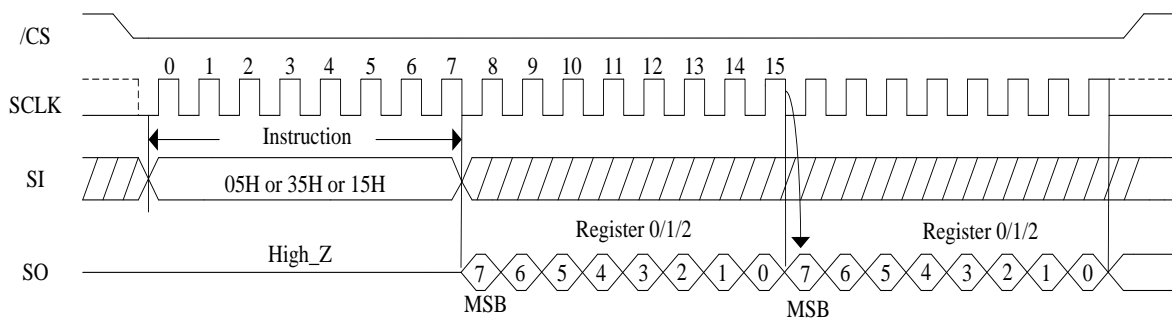 /CS
0 1 2 3 4 5 6 7 8 9 10 11 12 13 14 15
SCLK
Instruction
SI
05H or 35H or 15H
Register 0/1/2 Register 0/1/2
High_Z
SO
7 6 5 4 3 2 1 0 7 6 5 4 3 2 1 0
MSB MSB